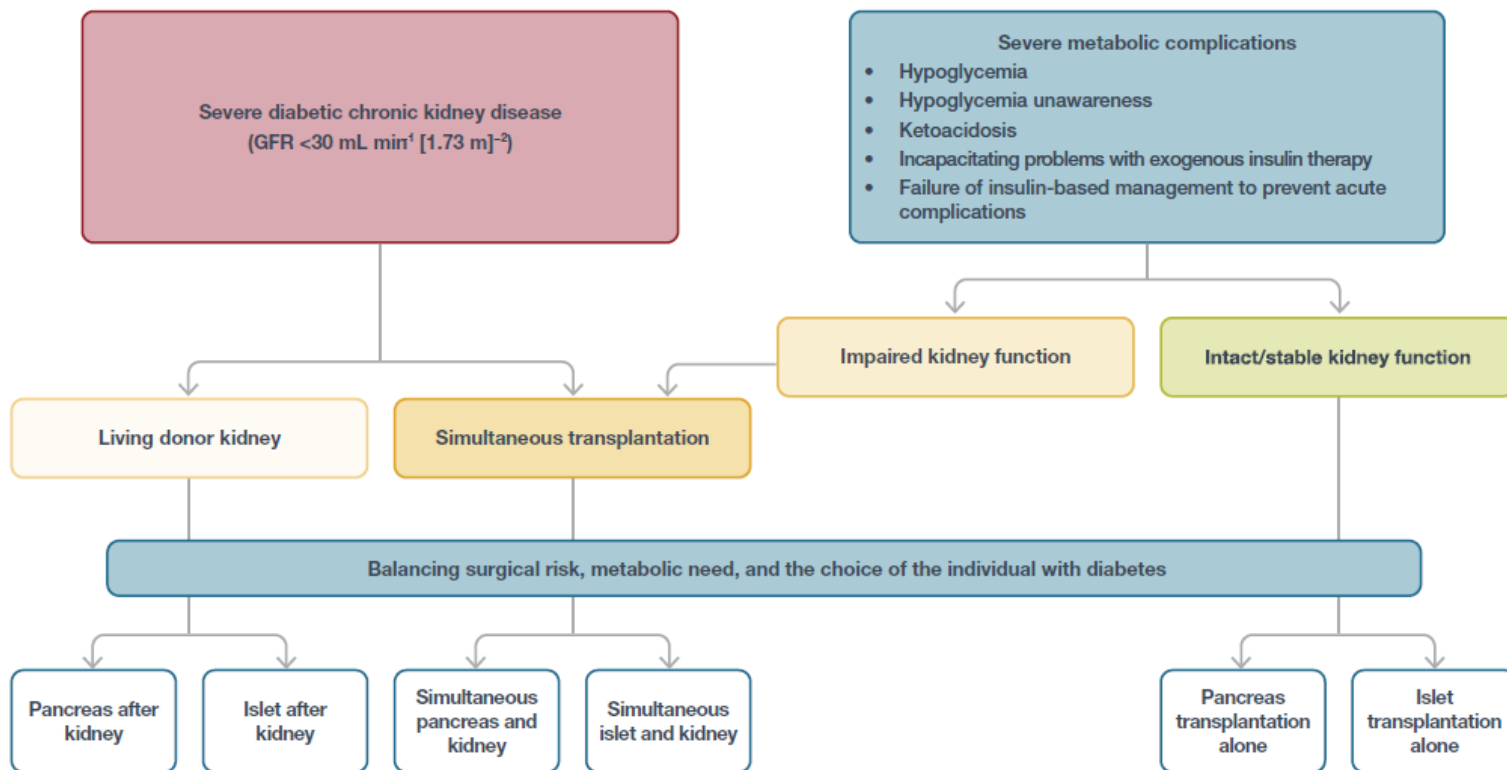 Severe diabetic chronic kidney disease
(GFR <30 mL min⁻¹ [1.73 m]⁻²)
Severe metabolic complications
• Hypoglycemia
• Hypoglycemia unawareness
• Ketoacidosis
• Incapacitating problems with exogenous insulin therapy
• Failure of insulin-based management to prevent acute
complications
Impaired kidney function
Intact/stable kidney function
Living donor kidney
Simultaneous transplantation
Balancing surgical risk, metabolic need, and the choice of the individual with diabetes
Pancreas after
kidney
Islet after
kidney
Simultaneous
pancreas and
kidney
Simultaneous
islet and kidney
Pancreas
transplantation
alone
Islet
transplantation
alone